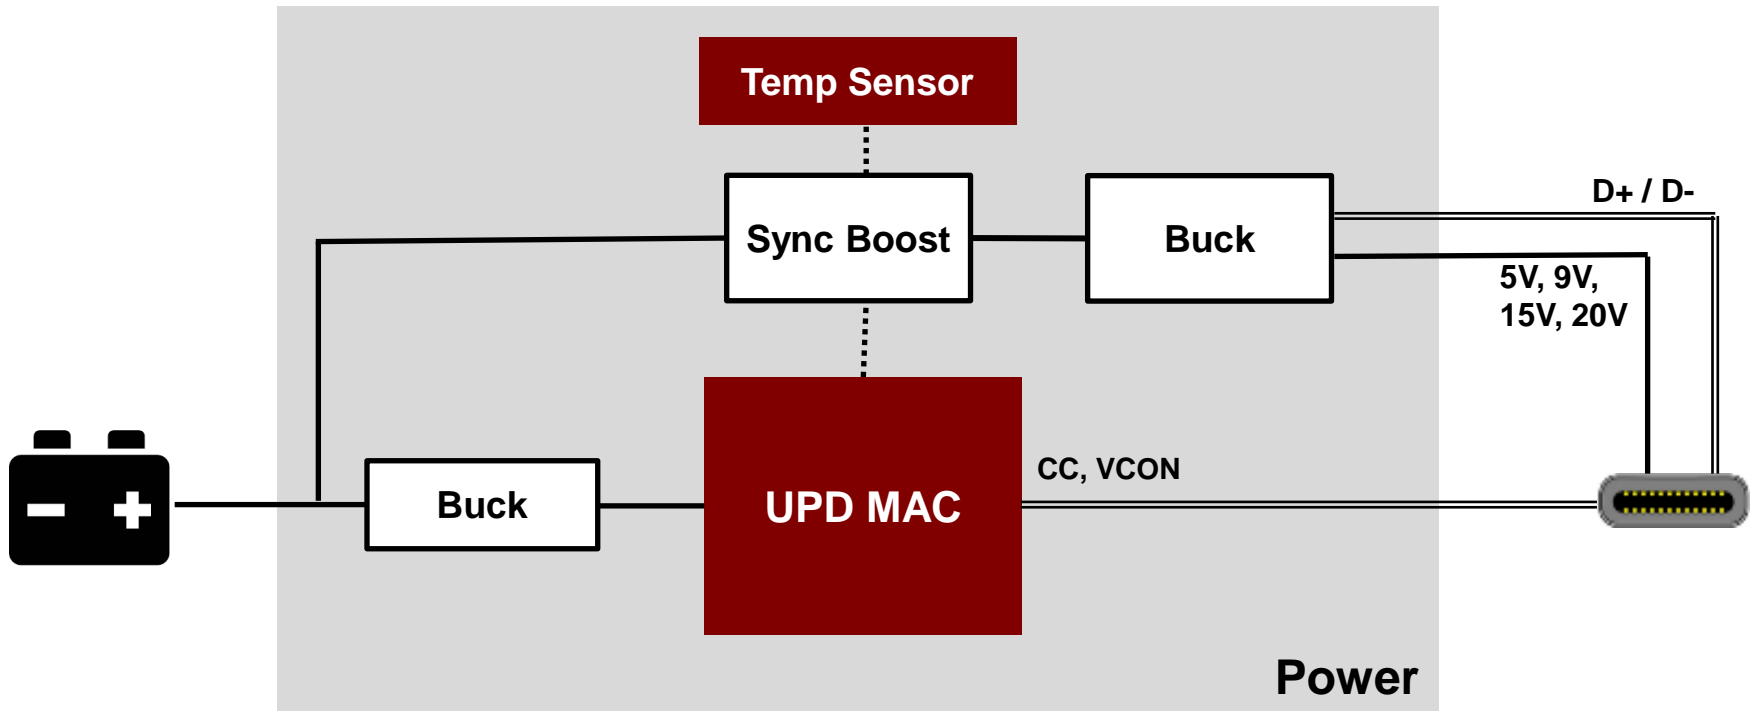 Temp Sensor
D+ / D-
Sync Boost
Buck
5V, 9V,
15V, 20V
CC, VCON
Buck
UPD MAC
Power